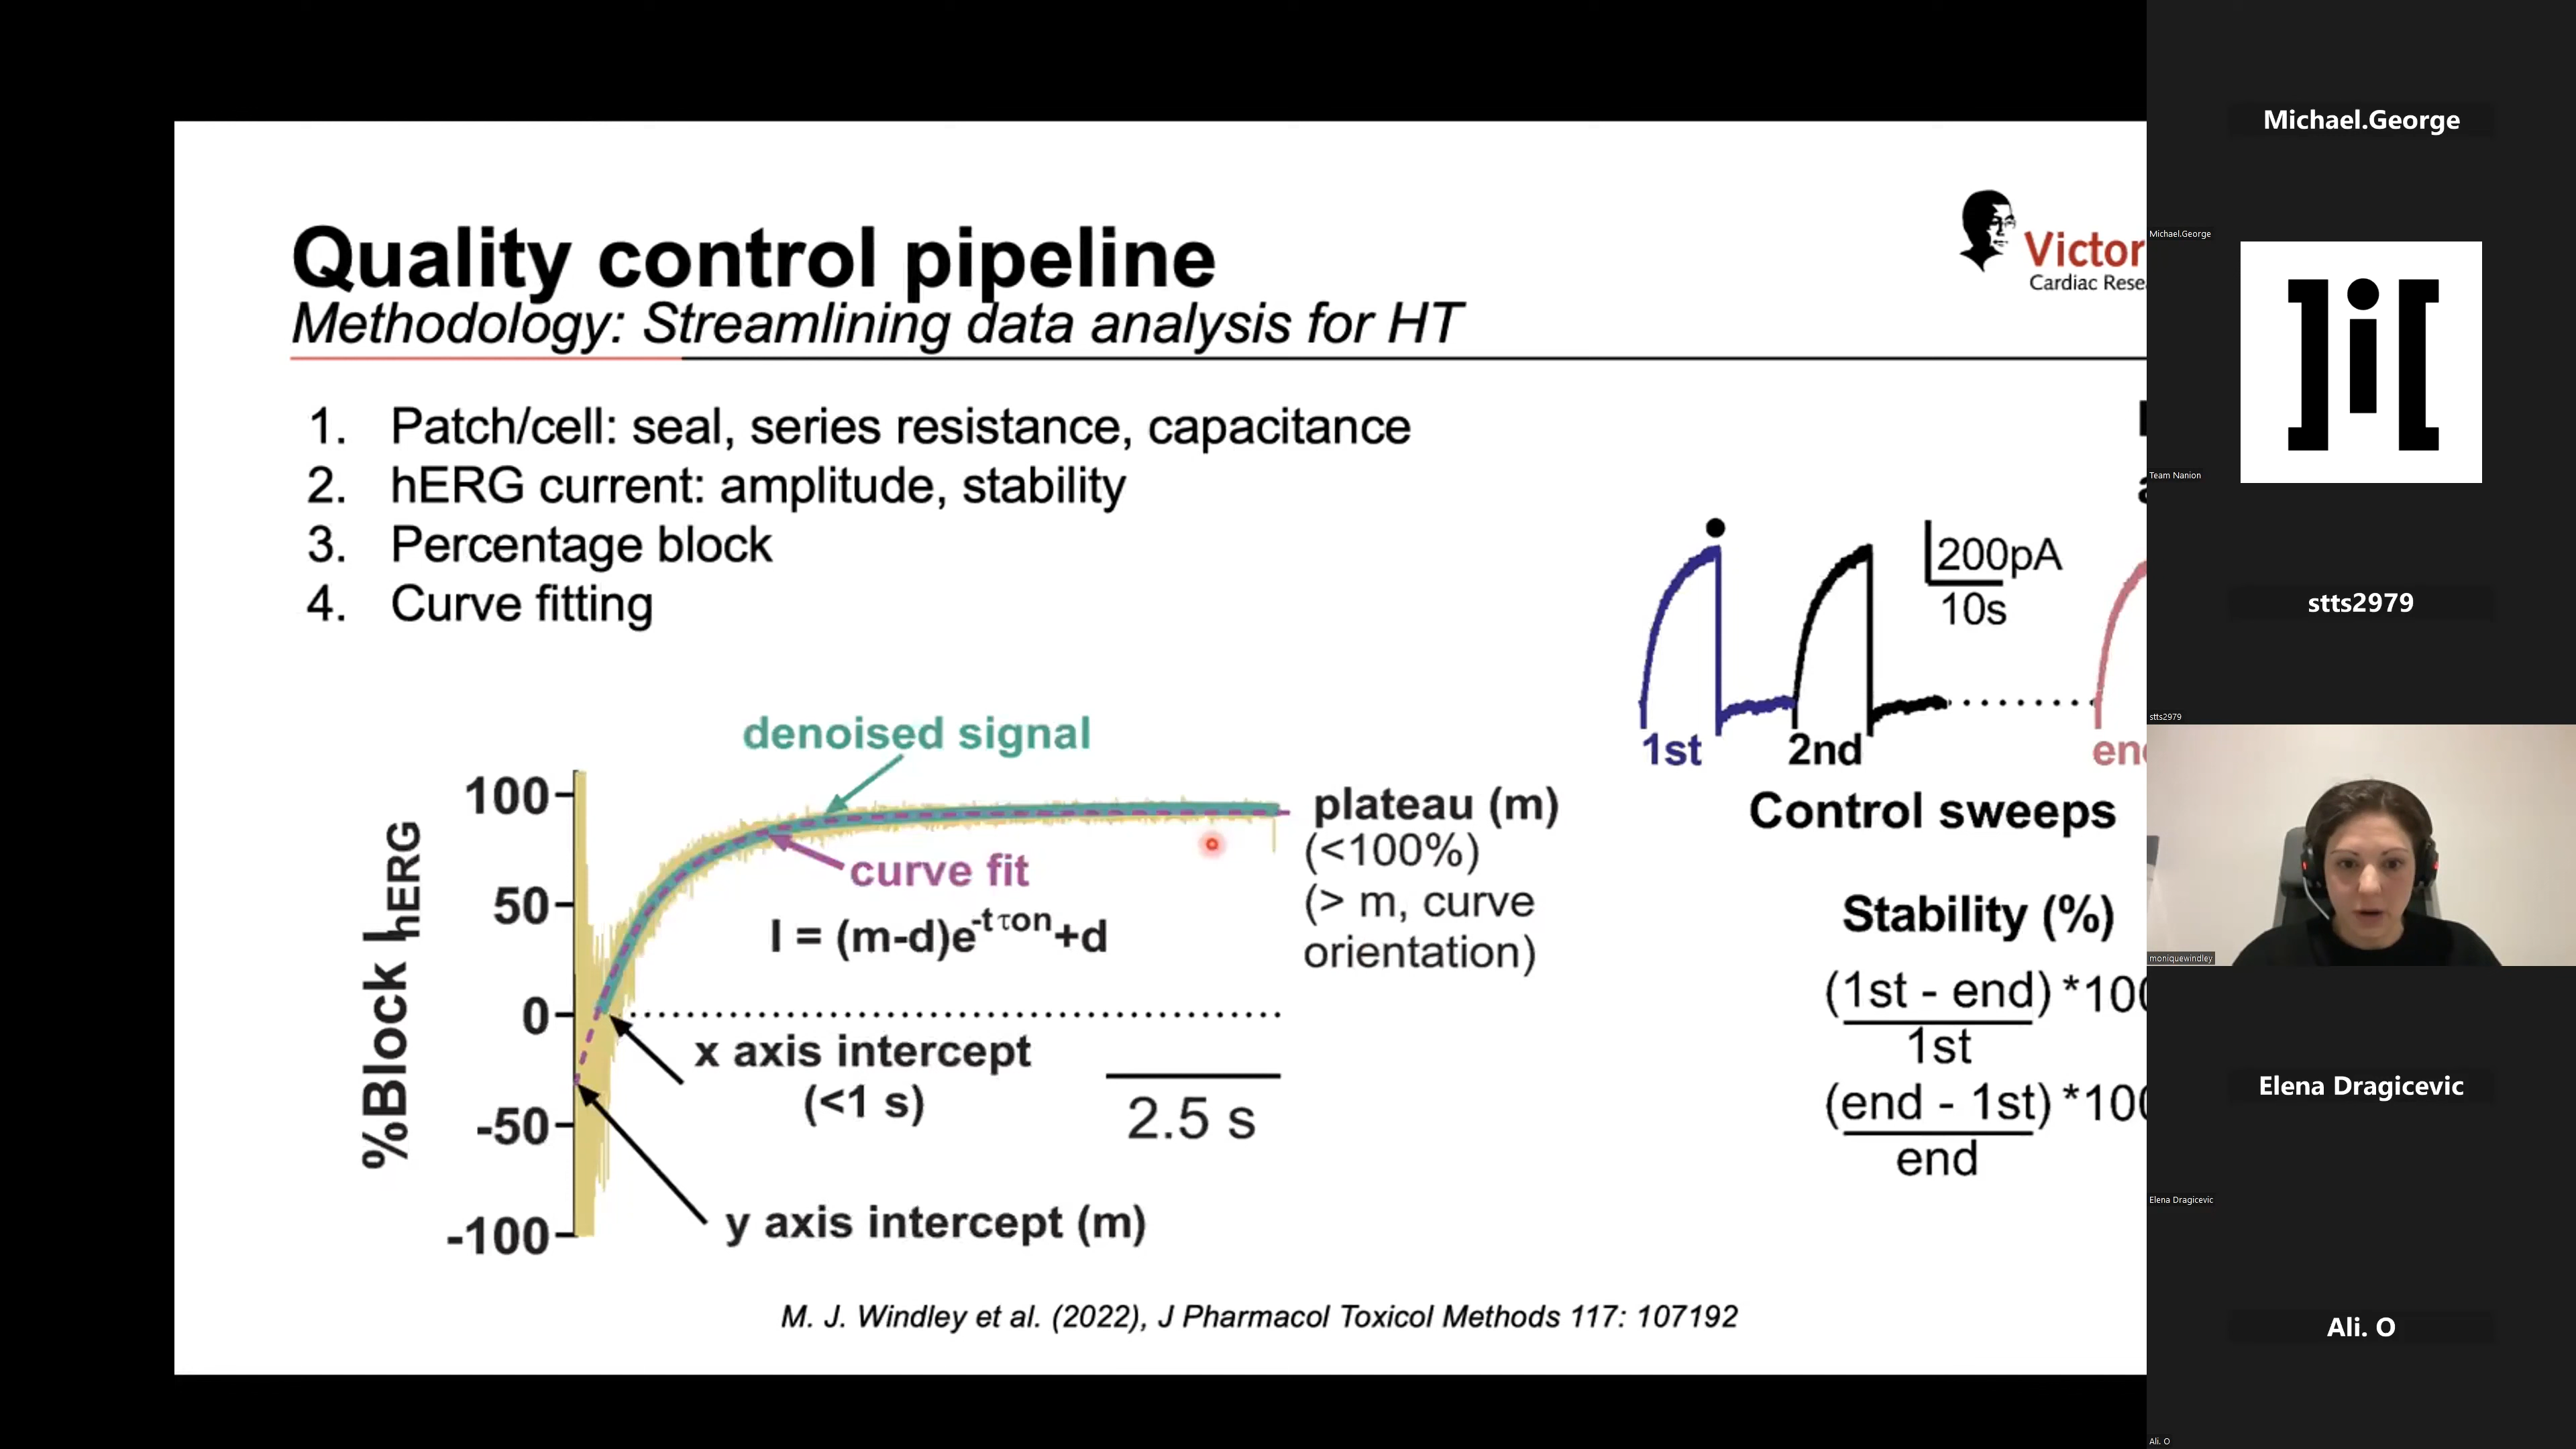 Quality control pipeline
Methodology: Streamlining data analysis for HT
Victor
Cardiac Rese
1. Patch/cell: seal, series resistance, capacitance
2. hERG current: amplitude, stability
3. Percentage block
4. Curve fitting
denoised signal
curve fit
I = (m-d)e^-tτon+d
plateau (m)
(<100%)
(> m, curve
orientation)
x axis intercept
(<1 s)
y axis intercept (m)
2.5 s
%Block IhERG
100
50
0
-50
-100
200pA
10s
1st
2nd
Control sweeps
Stability (%)
(1st - end) *100
1st
(end - 1st) *100
end
M. J. Windley et al. (2022), J Pharmacol Toxicol Methods 117: 107192
Michael.George
Michael.George
]i[
Team Nanion
stts2979
stts2979
moniquewindley
Elena Dragicevic
Elena Dragicevic
Ali. O
Ali. O